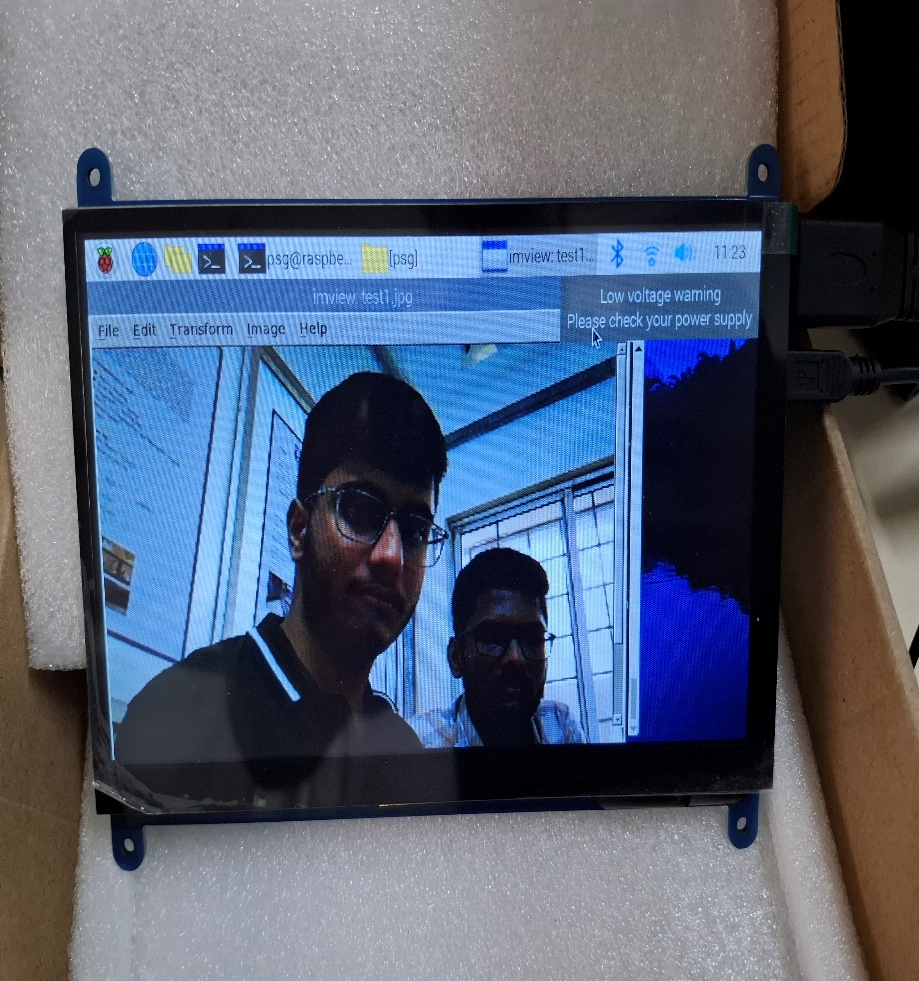 psg@raspbe... [psg] imview: test1... 11:23
imview: test1.jpg
Low voltage warning
Please check your power supply
File Edit Transform Image Help